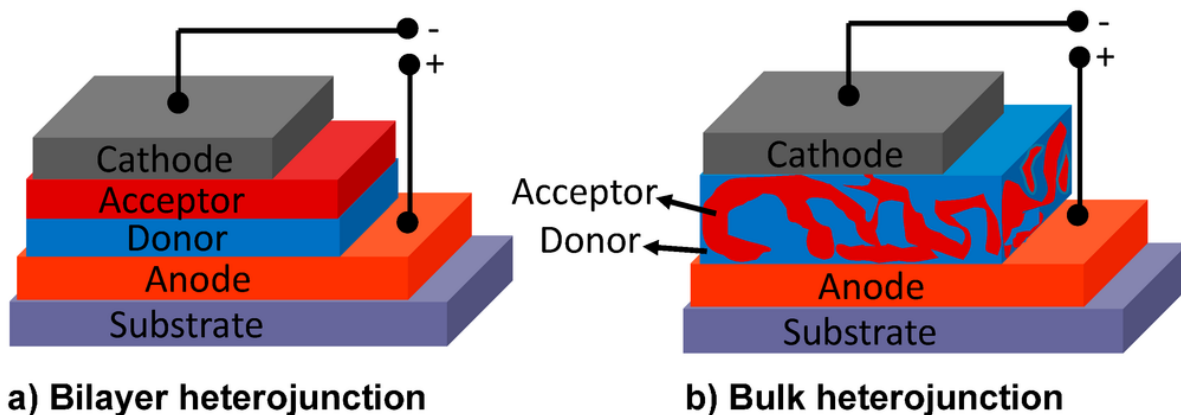 -
+
Cathode
Acceptor
Donor
Anode
Substrate
a) Bilayer heterojunction
-
+
Cathode
Acceptor
Donor
Anode
Substrate
b) Bulk heterojunction